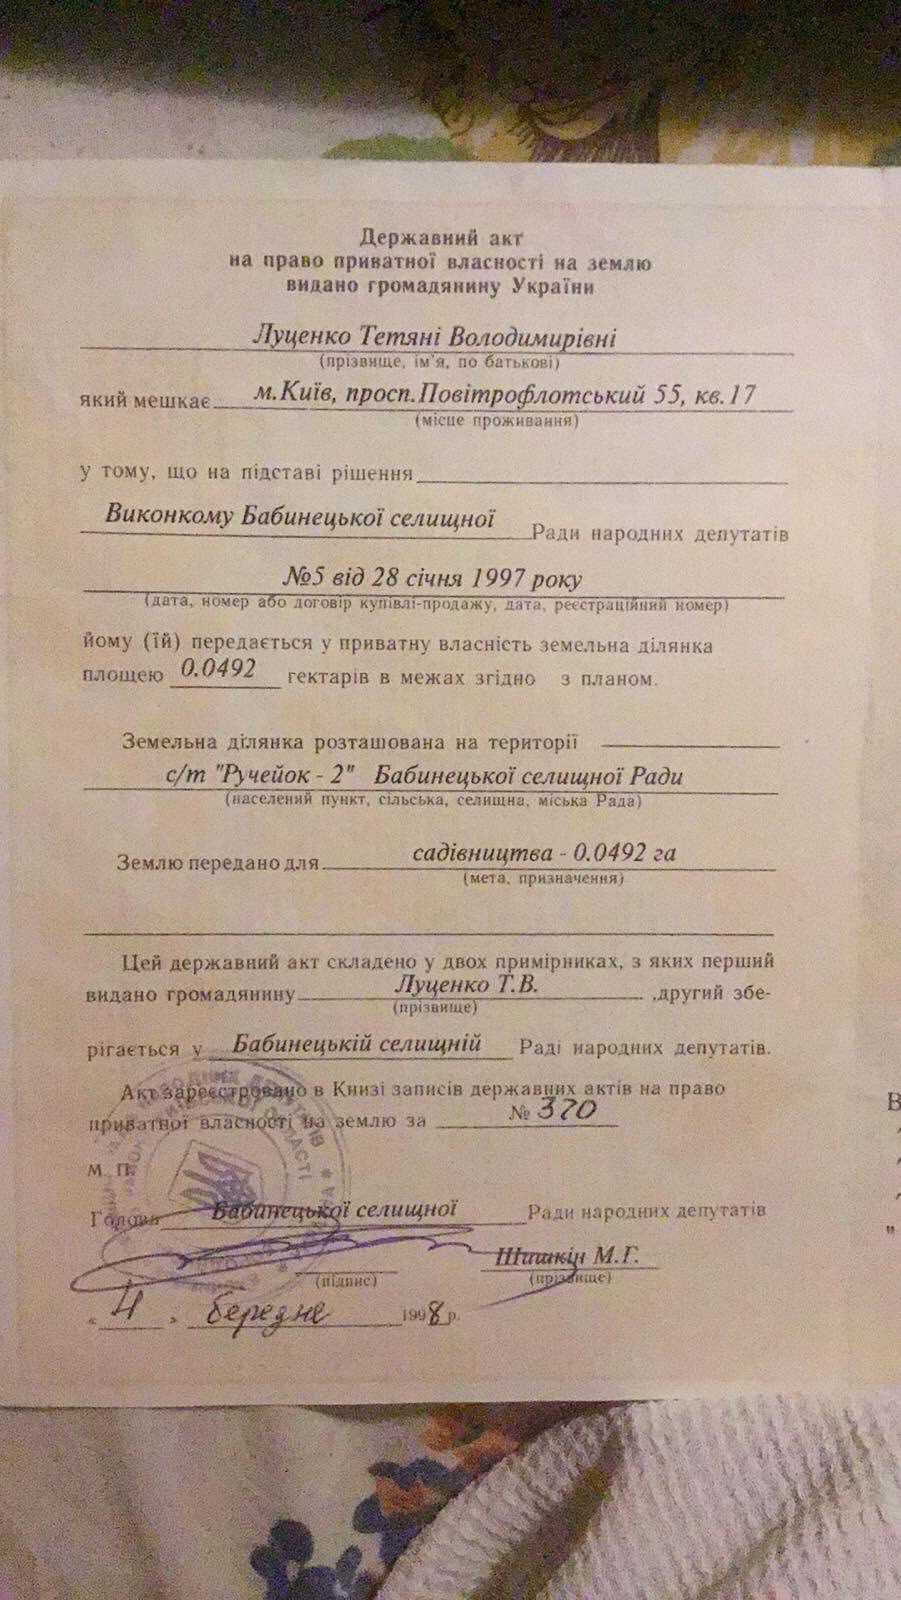 Державний акт
на право приватної власності на землю
видано громадянину України
Луценко Тетяні Володимирівні
(прізвище, ім'я, по батькові)
який мешкає м.Київ, просп.Повітрофлотський 55, кв.17
(місце проживання)
у тому, що на підставі рішення
Виконкому Бабинецької селищної Ради народних депутатів
№5 від 28 січня 1997 року
(дата, номер або договір купівлі-продажу, дата, реєстраційний номер)
йому (їй) передається у приватну власність земельна ділянка
площею 0.0492 гектарів в межах згідно з планом.
Земельна ділянка розташована на території
с/т "Ручейок - 2" Бабинецької селищної Ради
(населений пункт, сільська, селищна, міська Рада)
Землю передано для садівництва - 0.0492 га
(мета, призначення)
Цей державний акт складено у двох примірниках, з яких перший
видано громадянину Луценко Т.В. ,другий збе-
(прізвище)
рігається у Бабинецькій селищній Раді народних депутатів.
Акт зареєстровано в Книзі записів державних актів на право
приватної власності на землю за № 370
М. П.
Голова Бабинецької селищної Ради народних депутатів
Шишкін М.Г.
(підпис) (прізвище)
" 4 " березня 1998 р.
В